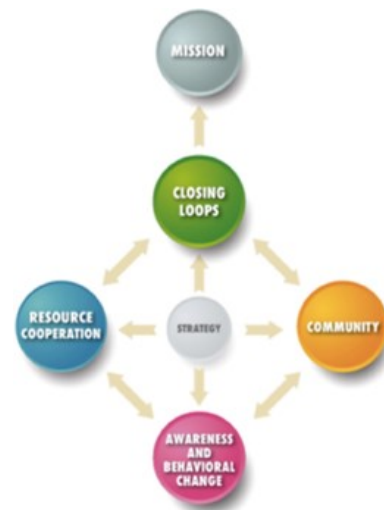 MISSION
CLOSING
LOOPS
RESOURCE
COOPERATION
STRATEGY
COMMUNITY
AWARENESS
AND
BEHAVIORAL
CHANGE